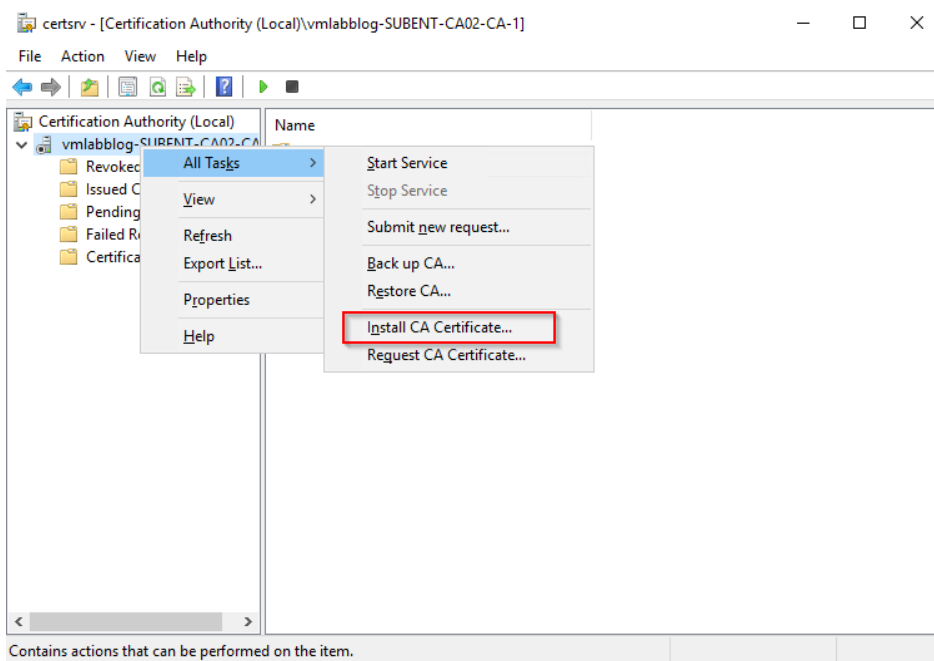 certsrv - [Certification Authority (Local)\vmlabblog-SUBENT-CA02-CA-1]
File Action View Help
Certification Authority (Local)
vmlabblog-SUBENT-CA02-CA
Revoked
Issued C
Pending
Failed Re
Certifica
Name
All Tasks
View
Refresh
Export List...
Properties
Help
Start Service
Stop Service
Submit new request...
Back up CA...
Restore CA...
Install CA Certificate...
Request CA Certificate...
Contains actions that can be performed on the item.